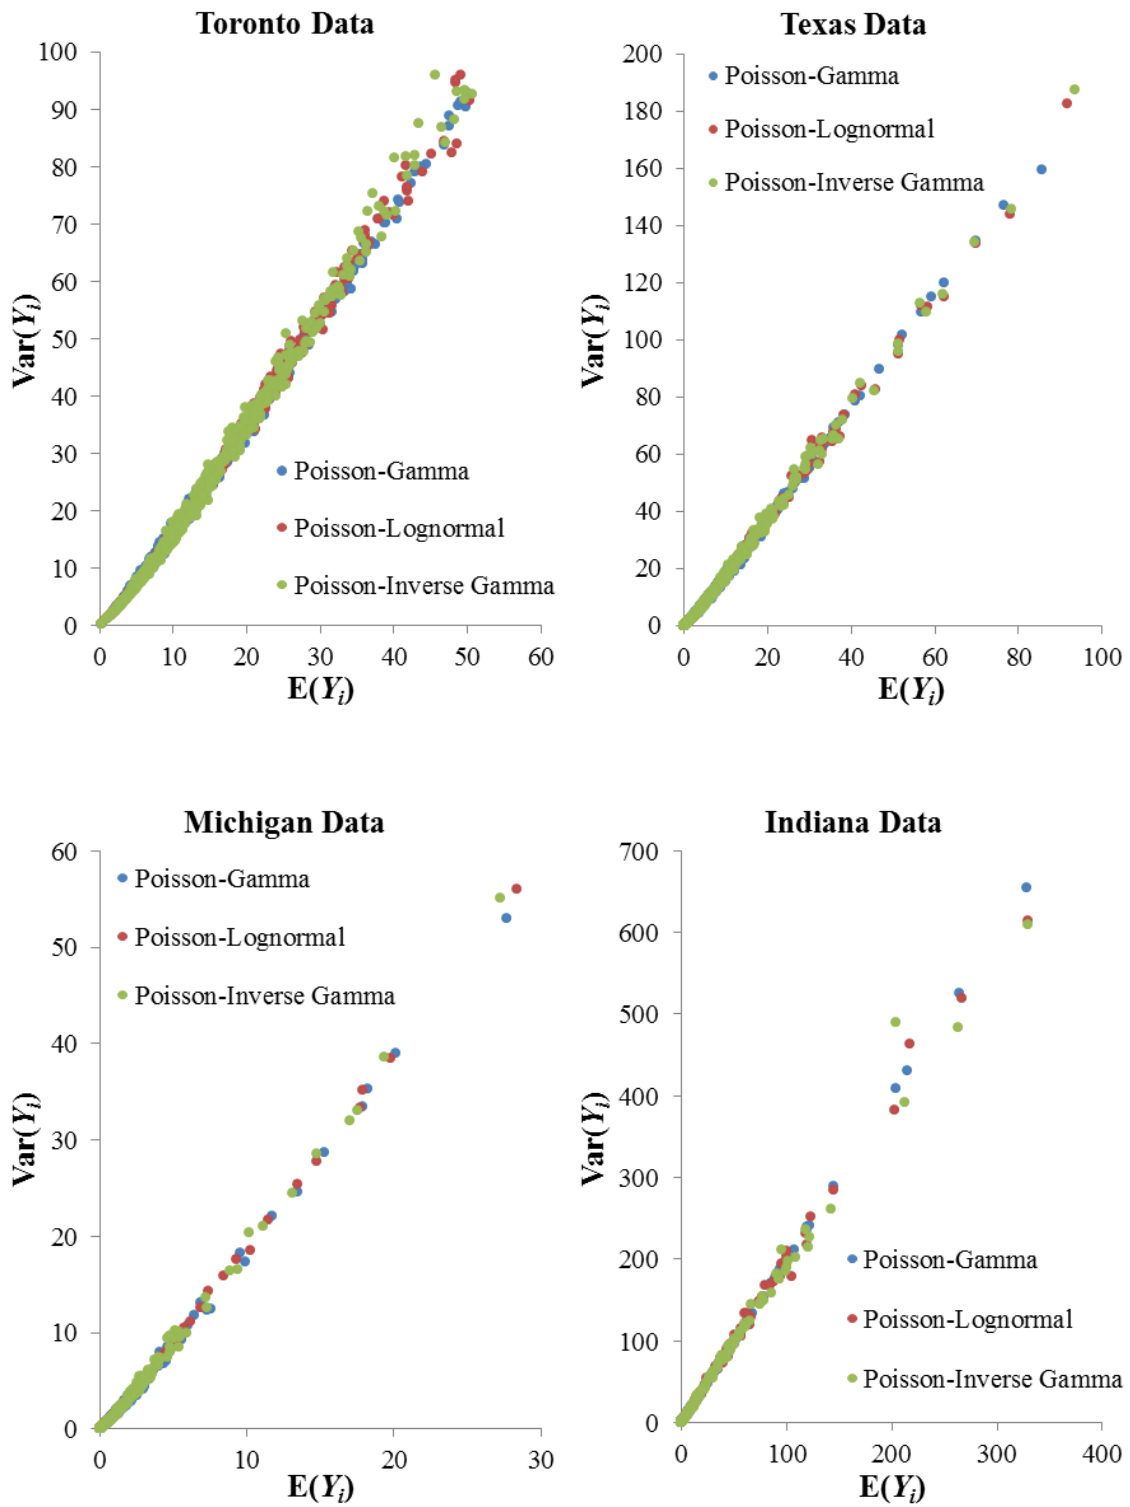 Toronto Data
100
90
80
70
60
50
40
30
20
10
0
Var(Yi)
Poisson-Gamma
Poisson-Lognormal
Poisson-Inverse Gamma
0 10 20 30 40 50 60
E(Yi)
Texas Data
200
180
160
140
120
100
80
60
40
20
0
Var(Yi)
Poisson-Gamma
Poisson-Lognormal
Poisson-Inverse Gamma
0 20 40 60 80 100
E(Yi)
Michigan Data
60
50
40
30
20
10
0
Var(Yi)
Poisson-Gamma
Poisson-Lognormal
Poisson-Inverse Gamma
0 10 20 30
E(Yi)
Indiana Data
700
600
500
400
300
200
100
0
Var(Yi)
Poisson-Gamma
Poisson-Lognormal
Poisson-Inverse Gamma
0 100 200 300 400
E(Yi)